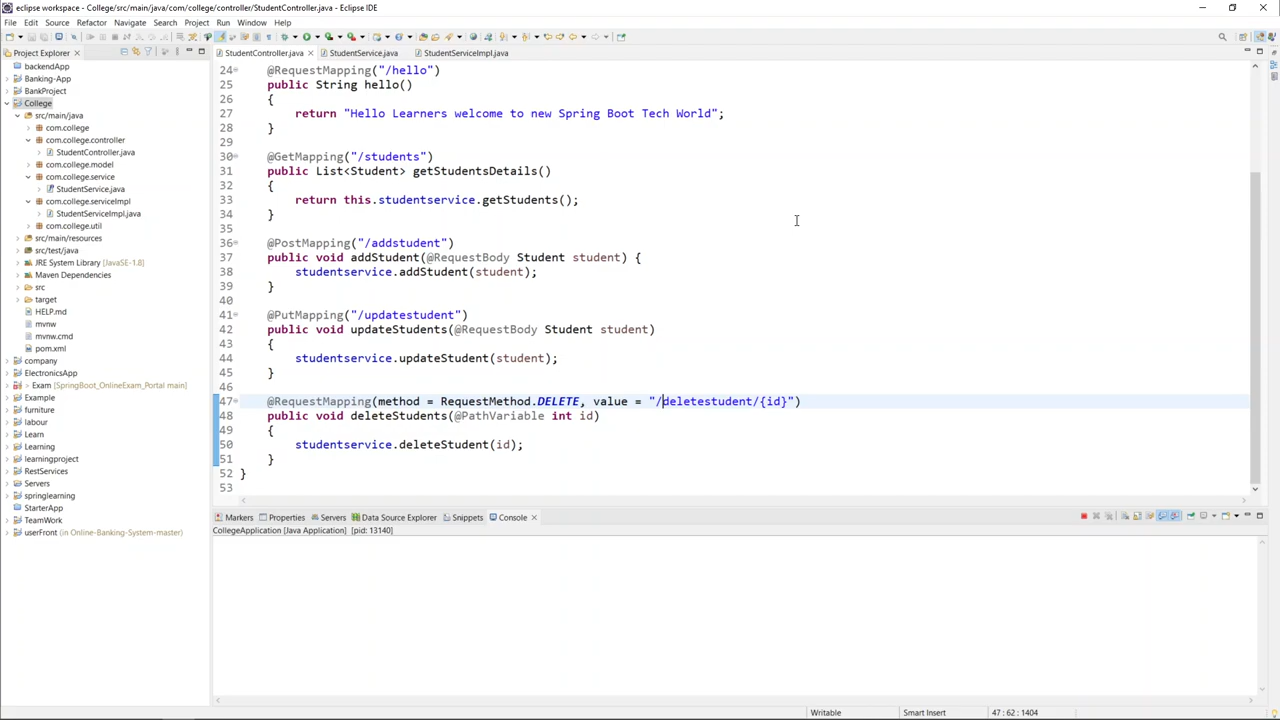 eclipse workspace - College/src/main/java/com/college/controller/StudentController.java - Eclipse IDE
File Edit Source Refactor Navigate Search Project Run Window Help
Project Explorer
StudentController.java StudentService.java StudentServiceImpl.java
backendApp
Banking-App
BankProject
College
src/main/java
com.college
com.college.controller
StudentController.java
com.college.model
com.college.service
StudentService.java
com.college.serviceImpl
StudentServiceImpl.java
com.college.util
src/main/resources
src/test/java
JRE System Library [JavaSE-1.8]
Maven Dependencies
src
target
HELP.md
mvnw
mvnw.cmd
pom.xml
company
ElectronicsApp
> Exam [SpringBoot_OnlineExam_Portal main]
Example
furniture
labour
Learn
Learning
learningproject
RestServices
Servers
springlearning
StarterApp
TeamWork
userFront (in Online-Banking-System-master)
24 @RequestMapping("/hello")
25 public String hello()
26 {
27 return "Hello Learners welcome to new Spring Boot Tech World";
28 }
29
30 @GetMapping("/students")
31 public List<Student> getStudentsDetails()
32 {
33 return this.studentservice.getStudents();
34 }
35
36 @PostMapping("/addstudent")
37 public void addStudent(@RequestBody Student student) {
38 studentservice.addStudent(student);
39 }
40
41 @PutMapping("/updatestudent")
42 public void updateStudents(@RequestBody Student student)
43 {
44 studentservice.updateStudent(student);
45 }
46
47 @RequestMapping(method = RequestMethod.DELETE, value = "/deletestudent/{id}")
48 public void deleteStudents(@PathVariable int id)
49 {
50 studentservice.deleteStudent(id);
51 }
52 }
53
Markers Properties Servers Data Source Explorer Snippets Console
CollegeApplication [Java Application] [pid: 13140]
Writable Smart Insert 47 : 62 : 1404